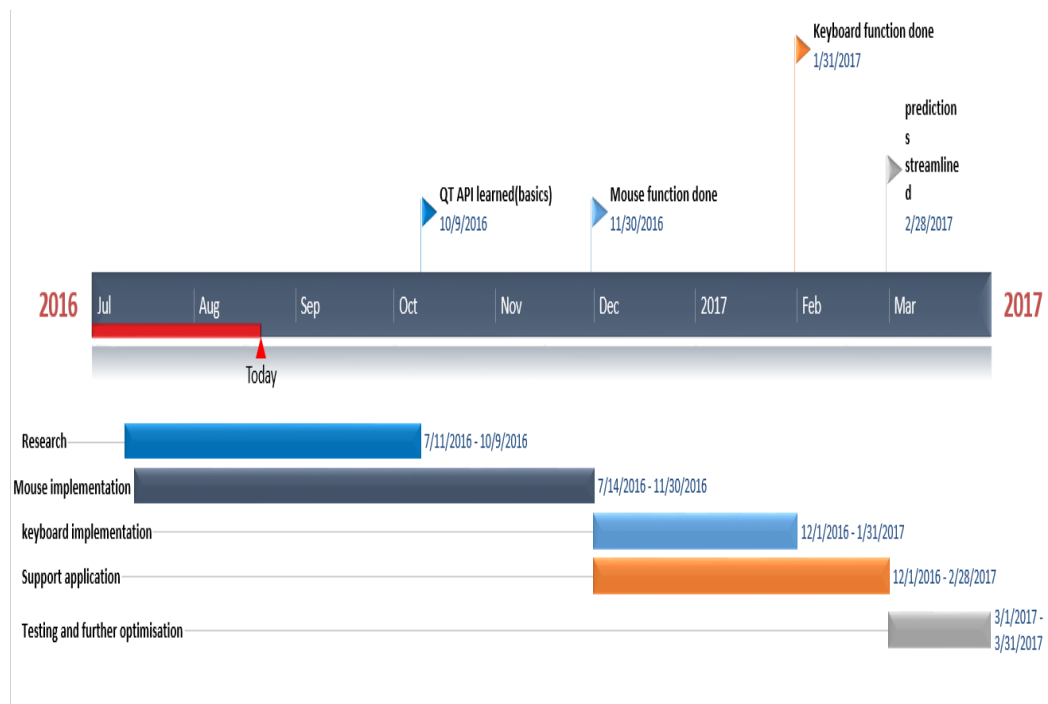 Keyboard function done
1/31/2017
prediction
s
streamline
d
2/28/2017
QT API learned(basics)
10/9/2016
Mouse function done
11/30/2016
2016
Jul
Aug
Sep
Oct
Nov
Dec
2017
Feb
Mar
2017
Today
Research
7/11/2016 - 10/9/2016
Mouse implementation
7/14/2016 - 11/30/2016
keyboard implementation
12/1/2016 - 1/31/2017
Support application
12/1/2016 - 2/28/2017
Testing and further optimisation
3/1/2017 -
3/31/2017